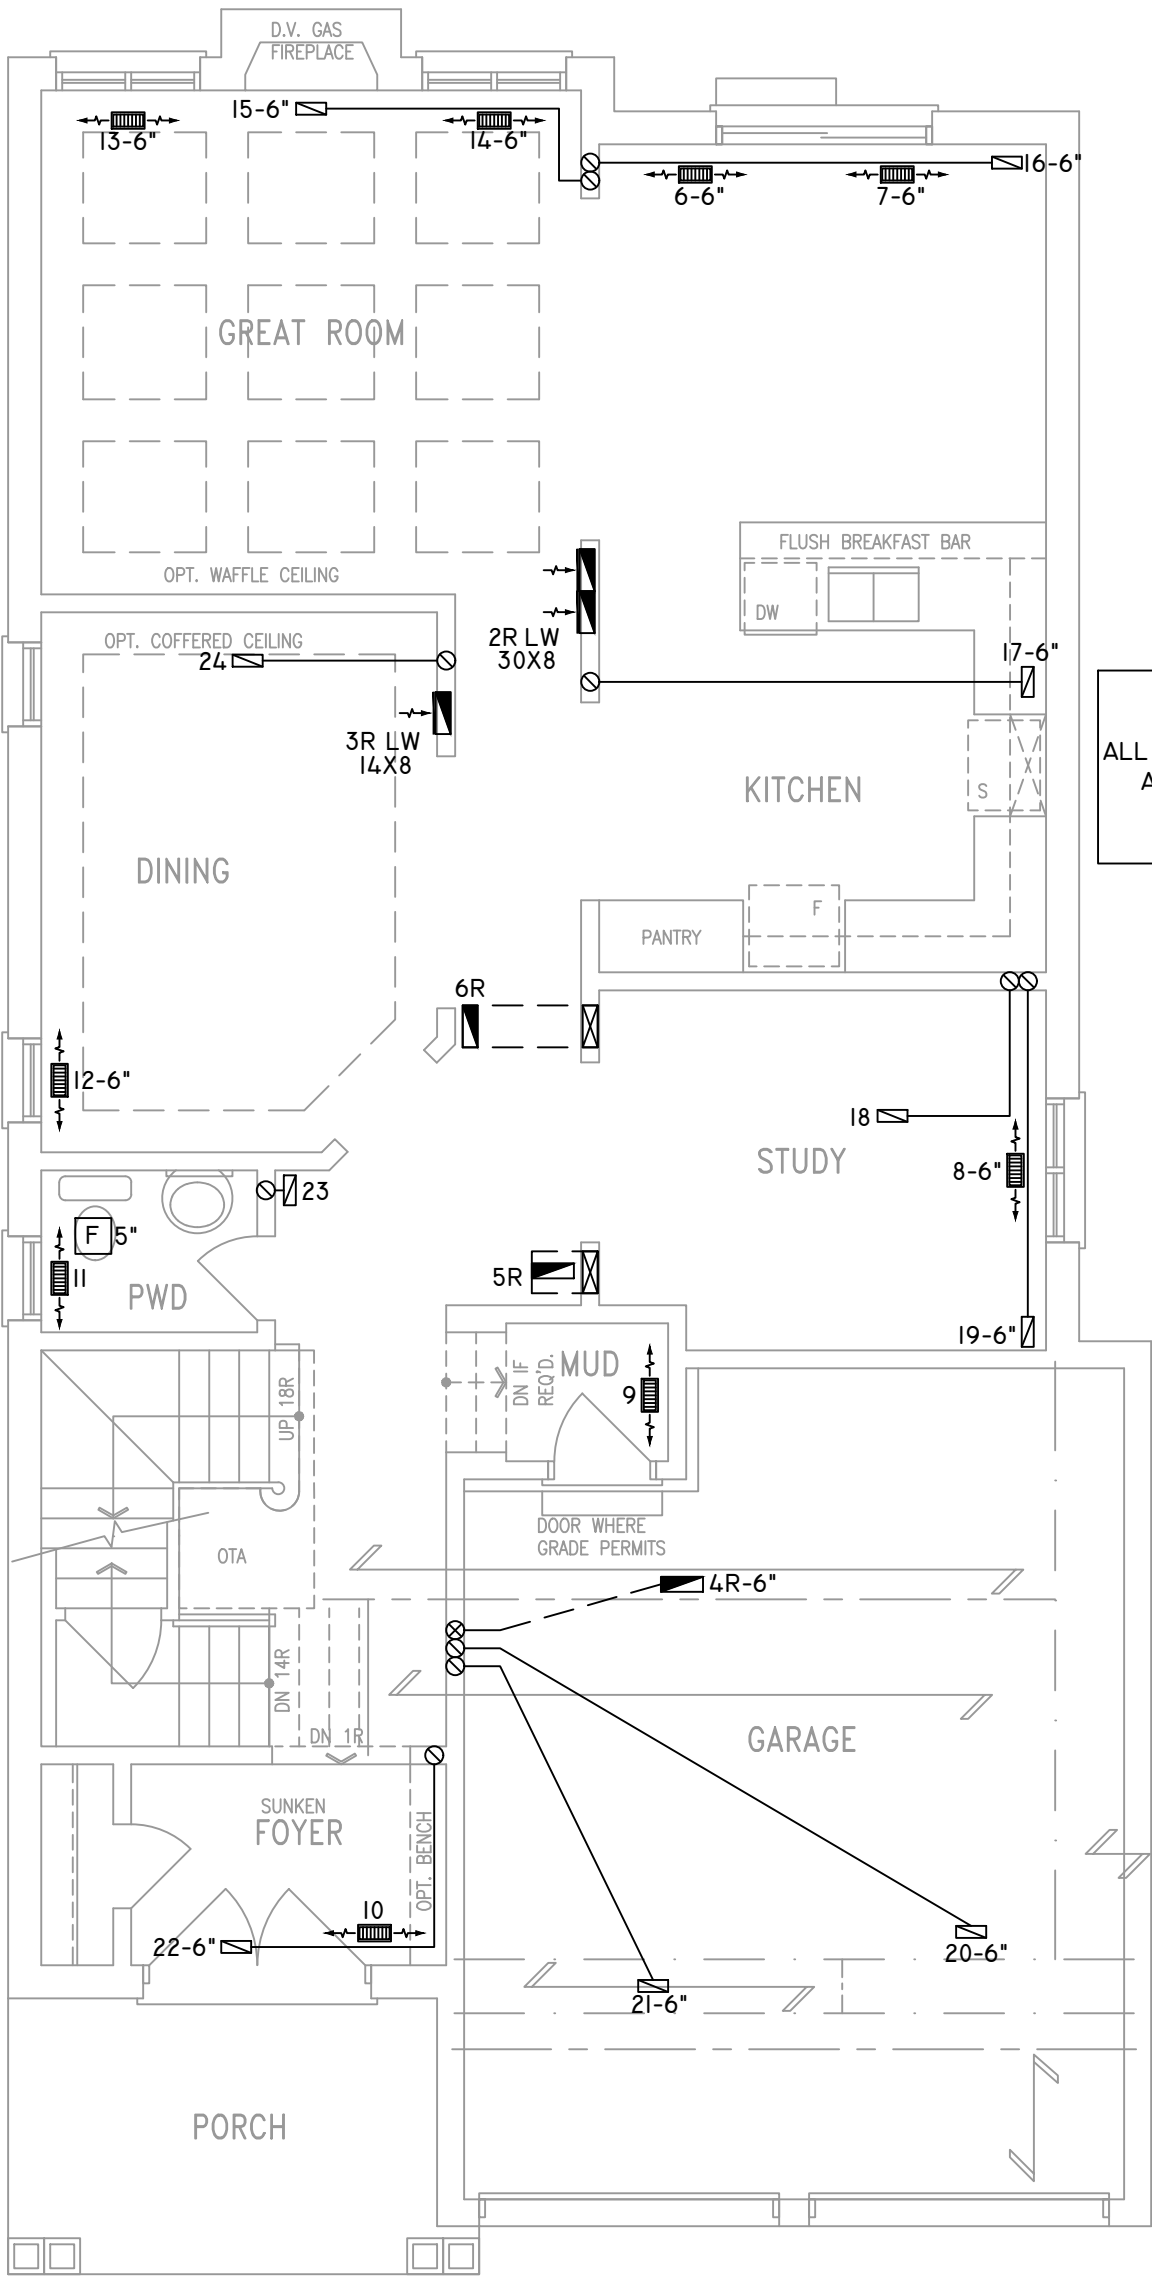 D.V. GAS
FIREPLACE
15-6"
13-6"
14-6"
16-6"
6-6"
7-6"
GREAT ROOM
FLUSH BREAKFAST BAR
OPT. WAFFLE CEILING
DW
OPT. COFFERED CEILING
2R LW
30X8
24
17-6"
3R LW
14X8
ALL
A
KITCHEN
S
DINING
F
PANTRY
6R
12-6"
18
STUDY
8-6"
23
F 5"
11
5R
PWD
19-6"
MUD
DN IF
REQ'D.
9
UP 18R
DOOR WHERE
GRADE PERMITS
OTA
4R-6"
DN 14R
DN 1R
GARAGE
SUNKEN
FOYER
OPT. BENCH
10
22-6"
20-6"
21-6"
PORCH